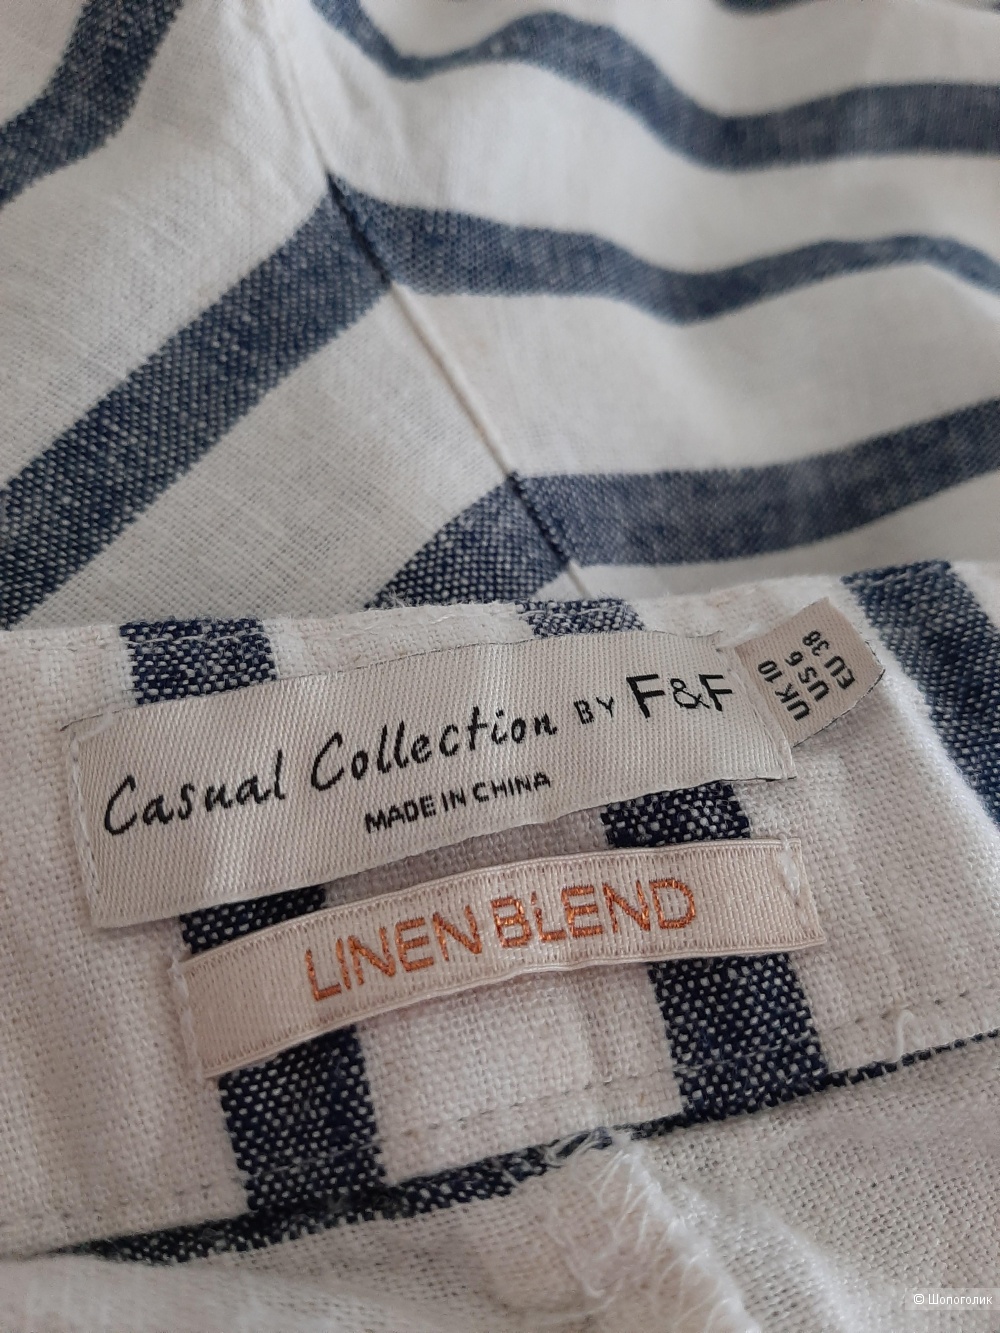 Casual Collection BY F&F
MADE IN CHINA
UK 10
US 6
EU 38
LINEN BLEND
© Шопоголик